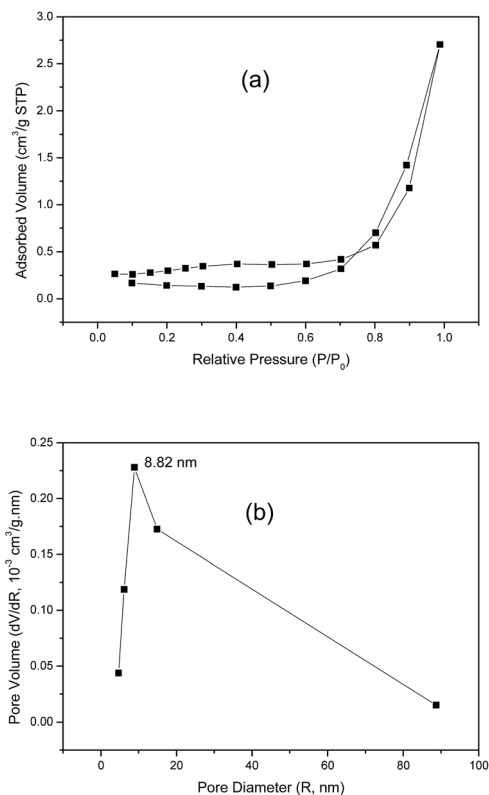 3.0
2.5
2.0
1.5
1.0
0.5
0.0
Adsorbed Volume (cm³/g STP)
(a)
0.0 0.2 0.4 0.6 0.8 1.0
Relative Pressure (P/P₀)
0.25
0.20
0.15
0.10
0.05
0.00
Pore Volume (dV/dR, 10⁻³ cm³/g.nm)
8.82 nm
(b)
0 20 40 60 80 100
Pore Diameter (R, nm)